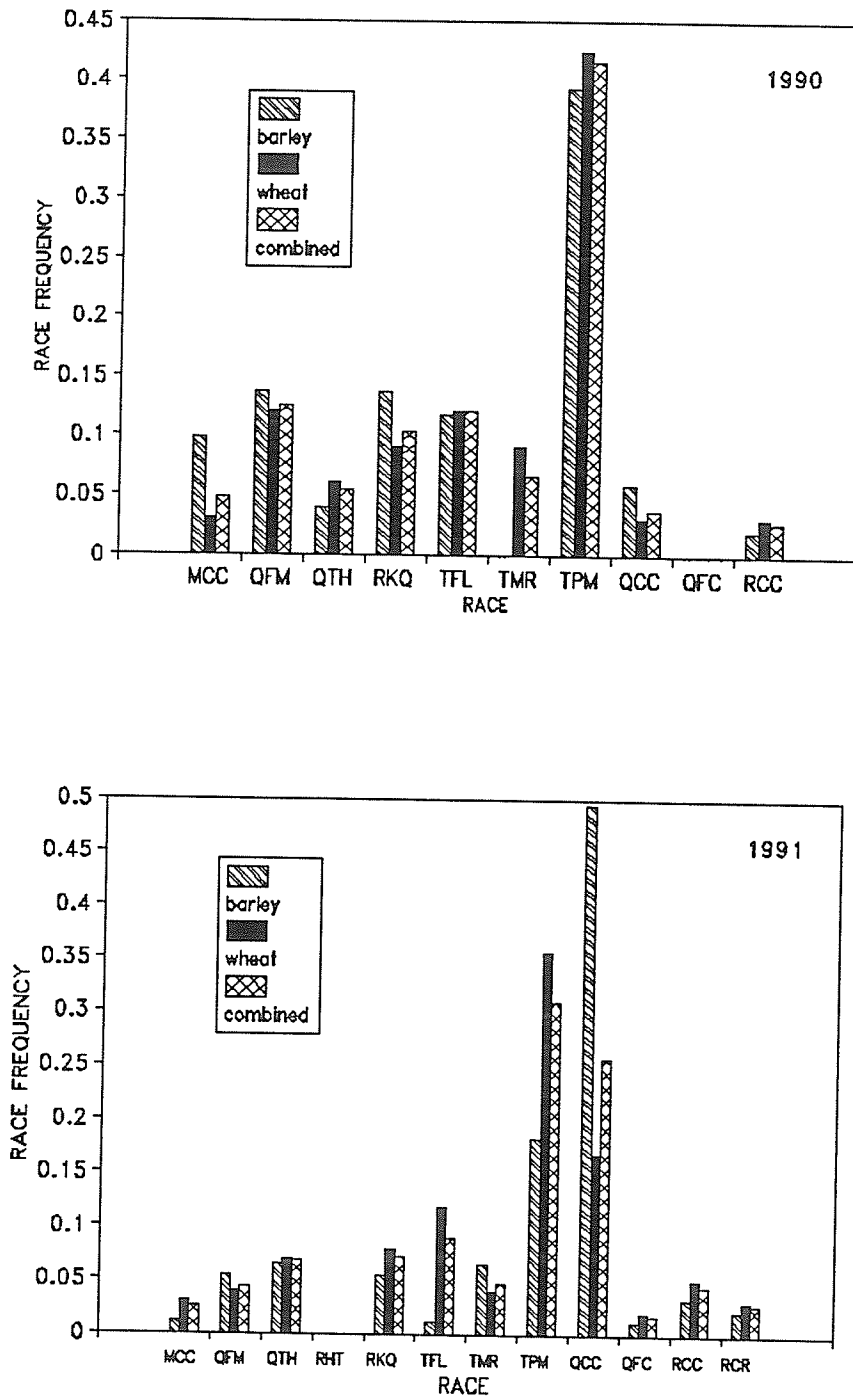 0.45
0.4
0.35
0.3
0.25
0.2
0.15
0.1
0.05
0
RACE FREQUENCY
1990
barley
wheat
combined
MCC QFM QTH RKQ TFL TMR TPM QCC QFC RCC
RACE
0.5
0.45
0.4
0.35
0.3
0.25
0.2
0.15
0.1
0.05
0
RACE FREQUENCY
1991
barley
wheat
combined
MCC QFM QTH RHT RKQ TFL TMR TPM QCC QFC RCC RCR
RACE